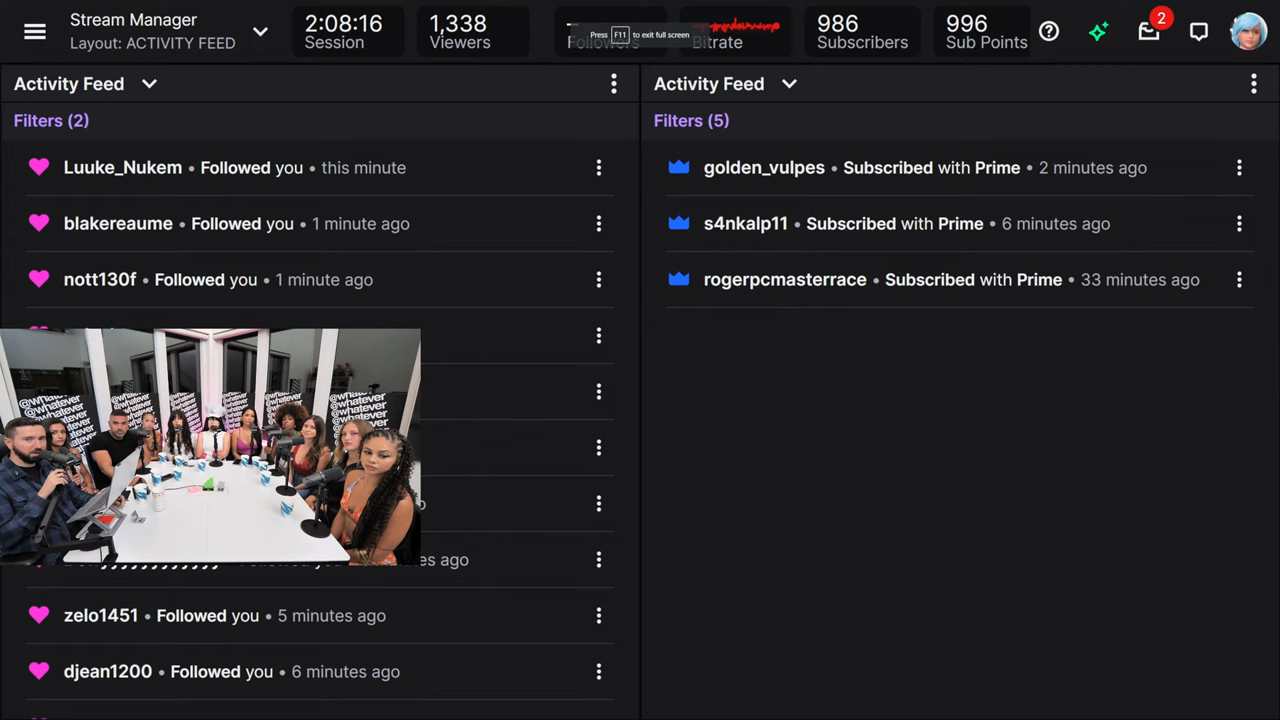 Stream Manager
Layout: ACTIVITY FEED
2:08:16
Session
1,338
Viewers
Followers
Press F11 to exit full screen
Bitrate
986
Subscribers
996
Sub Points
2
Activity Feed
Filters (2)
Luuke_Nukem • Followed you • this minute
blakereaume • Followed you • 1 minute ago
nott130f • Followed you • 1 minute ago
es ago
zelo1451 • Followed you • 5 minutes ago
djean1200 • Followed you • 6 minutes ago
Activity Feed
Filters (5)
golden_vulpes • Subscribed with Prime • 2 minutes ago
s4nkalp11 • Subscribed with Prime • 6 minutes ago
rogerpcmasterrace • Subscribed with Prime • 33 minutes ago
@whatever
@whatever
@whatever
@whatever